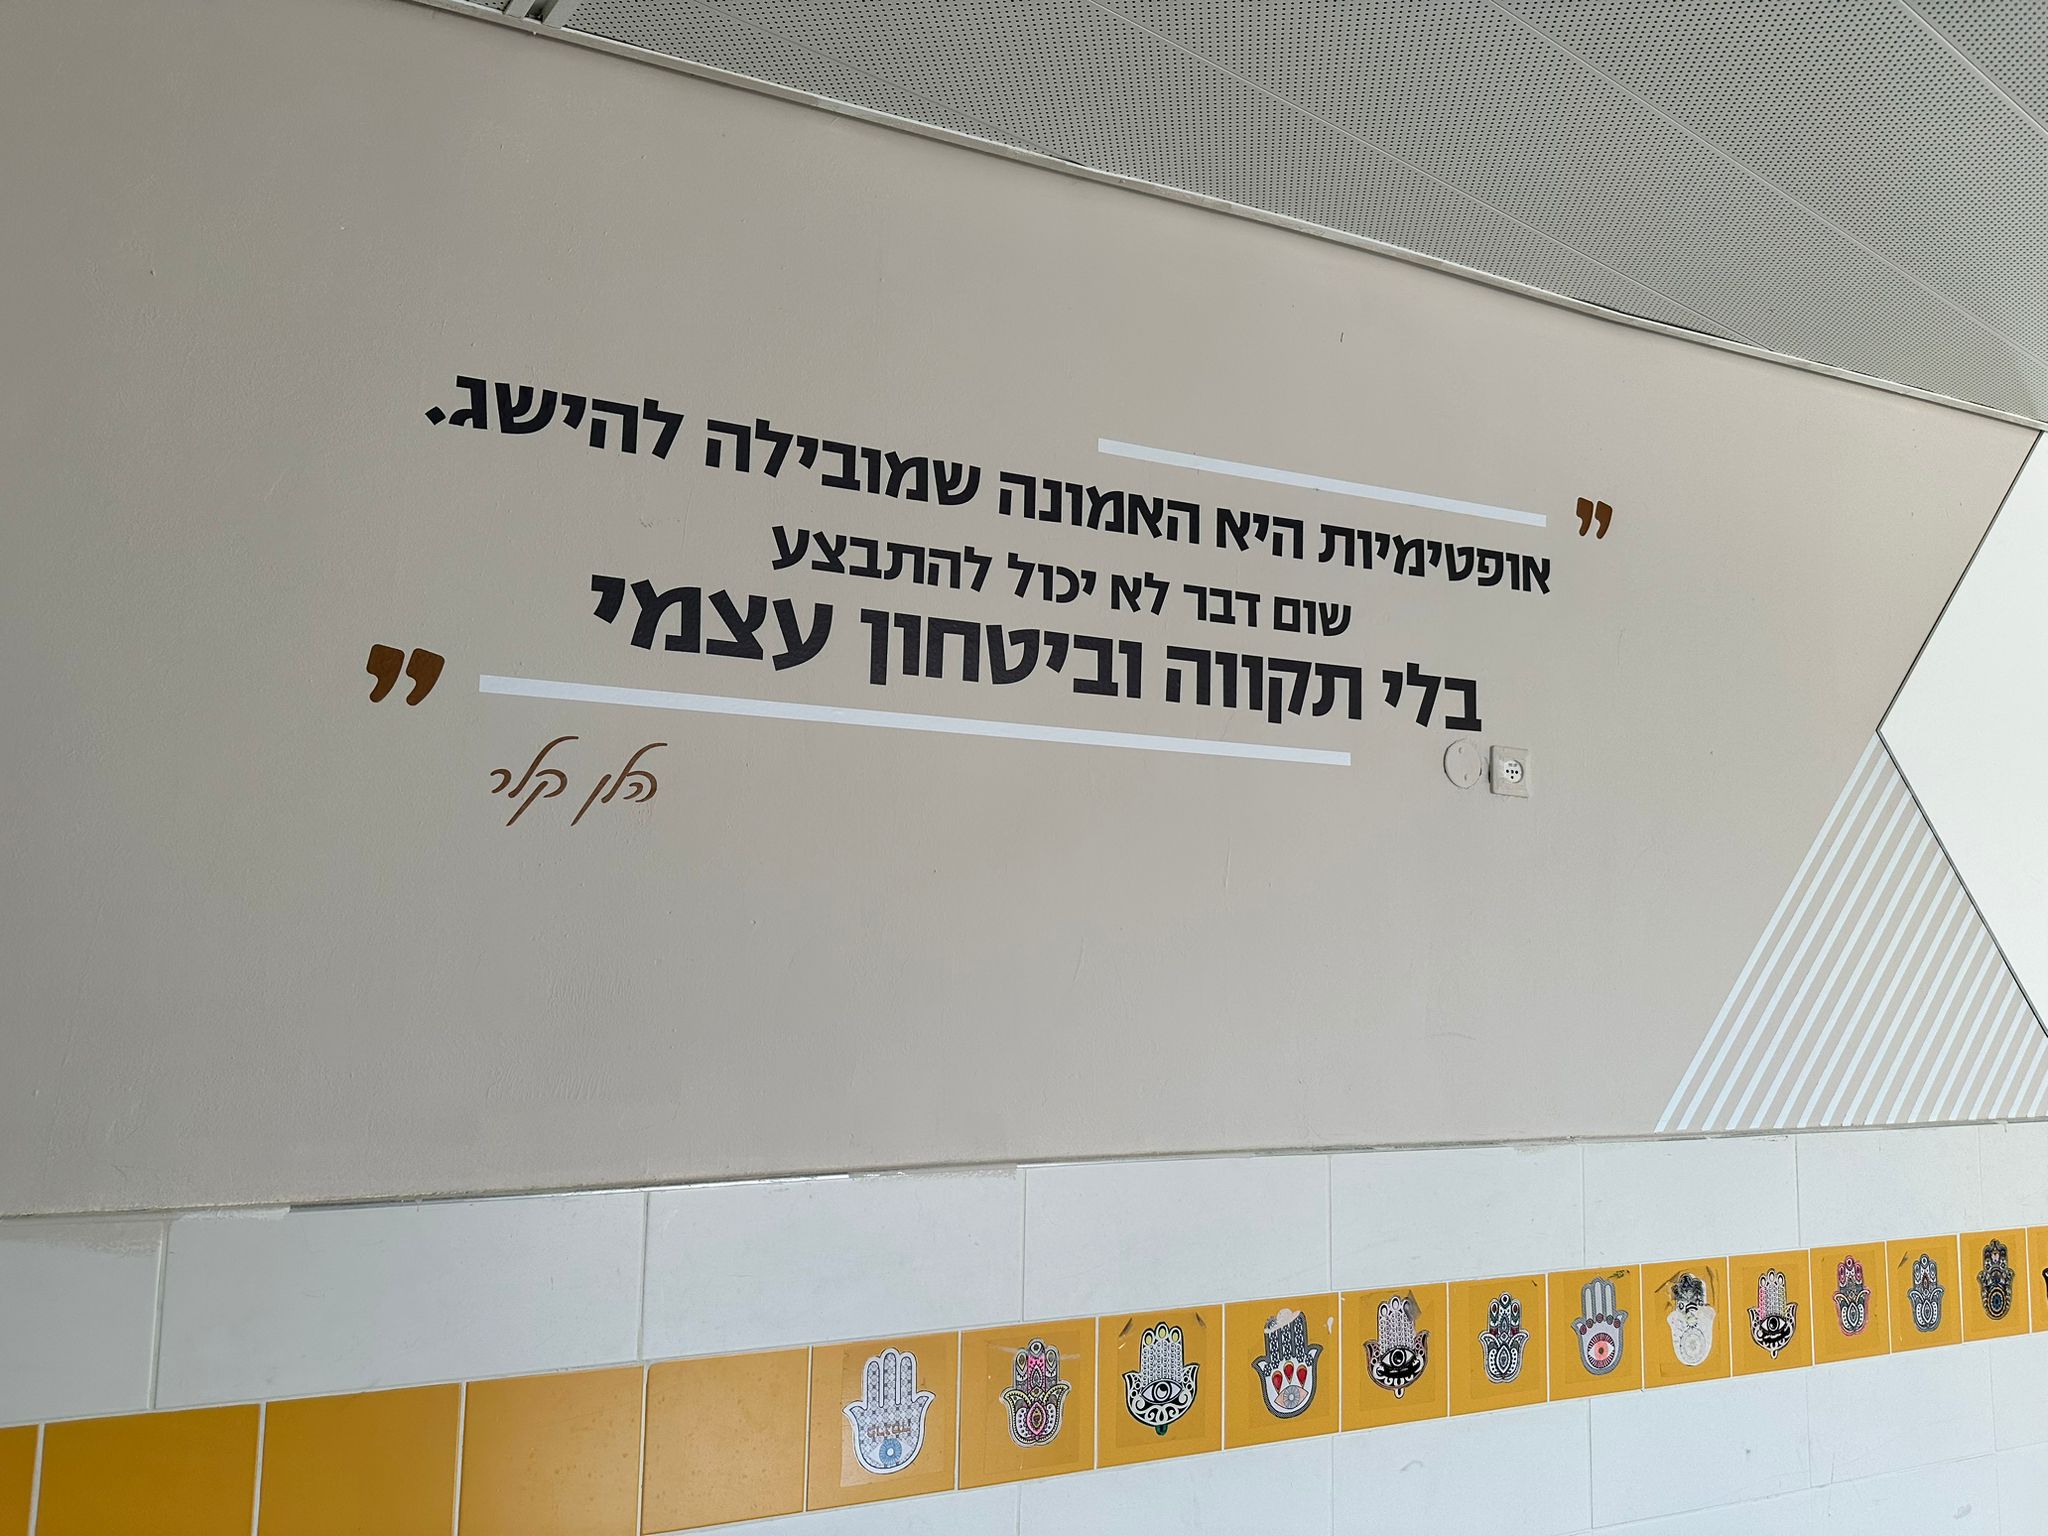 ”
אופטימיות היא האמונה שמובילה להישג.
שום דבר לא יכול להתבצע
בלי תקווה וביטחון עצמי
”
הלן קלר